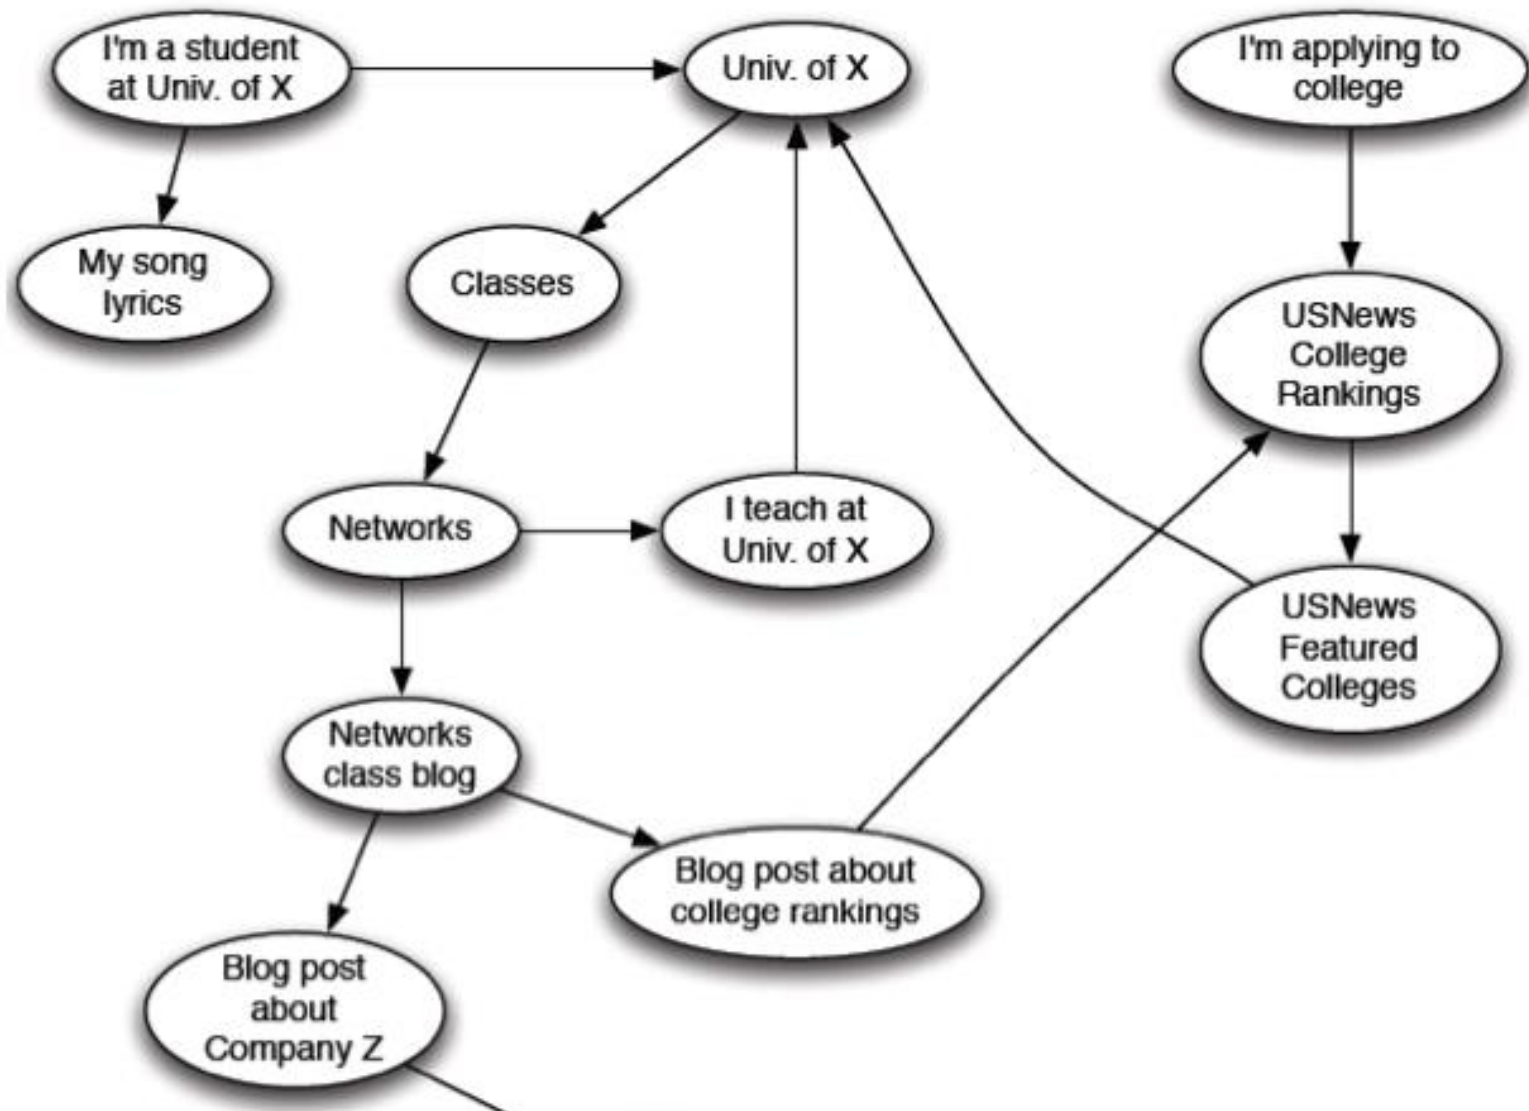 I'm a student
at Univ. of X
Univ. of X
I'm applying to
college
My song
lyrics
Classes
USNews
College
Rankings
Networks
I teach at
Univ. of X
USNews
Featured
Colleges
Networks
class blog
Blog post about
college rankings
Blog post
about
Company Z